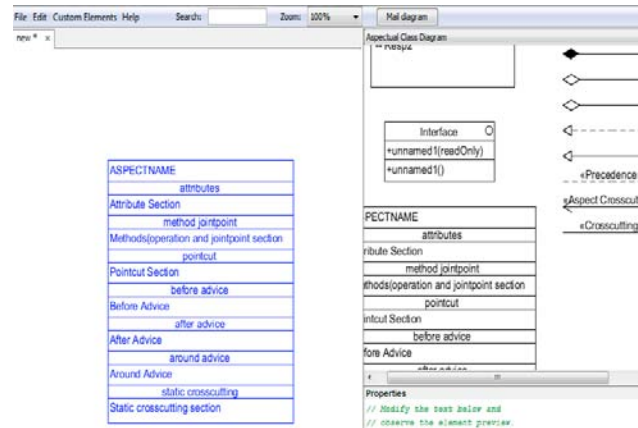 File Edit Custom Elements Help Search: Zoom: 100% Mail diagram
new *
Aspectual Class Diagram
-- Resp2
ASPECTNAME
attributes
Attribute Section
method jointpoint
Methods(operation and jointpoint section
pointcut
Pointcut Section
before advice
Before Advice
after advice
After Advice
around advice
Around Advice
static crosscutting
Static crosscutting section
Interface
+unnamed1(readOnly)
+unnamed1()
PECTNAME
attributes
ribute Section
method jointpoint
thods(operation and jointpoint section
pointcut
intcut Section
before advice
fore Advice
after advice
«Precedence
«Aspect Crosscut
«Crosscutting
Properties
// Modify the text below and
// observe the element preview.